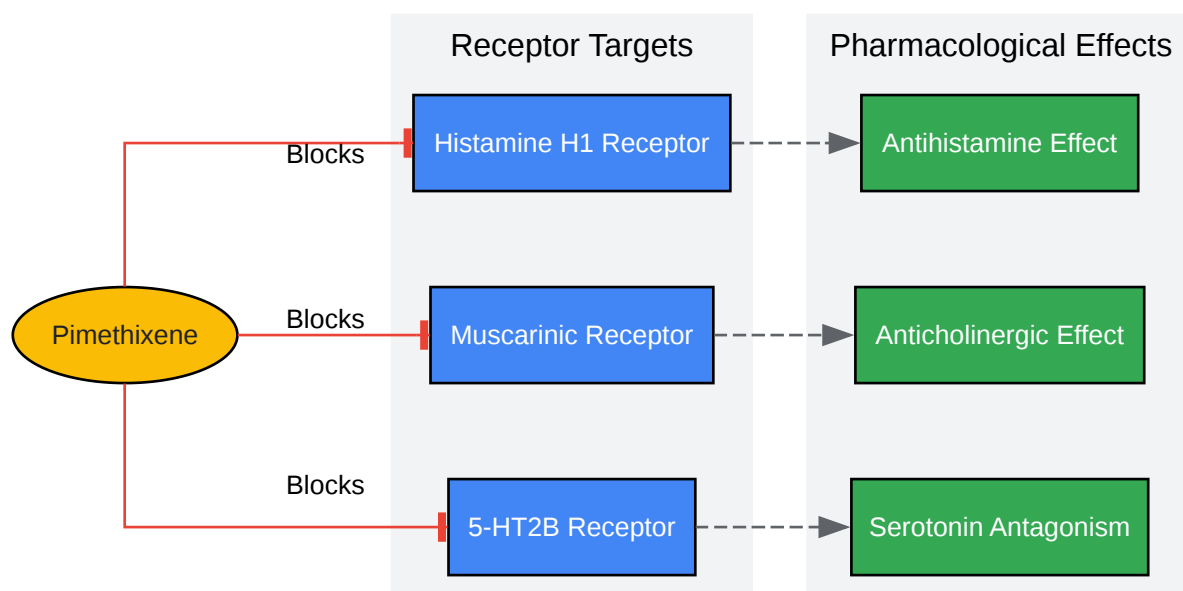 Receptor Targets
Pharmacological Effects
Blocks
Histamine H1 Receptor
Antihistamine Effect
Pimethixene
Blocks
Muscarinic Receptor
Anticholinergic Effect
Blocks
5-HT2B Receptor
Serotonin Antagonism